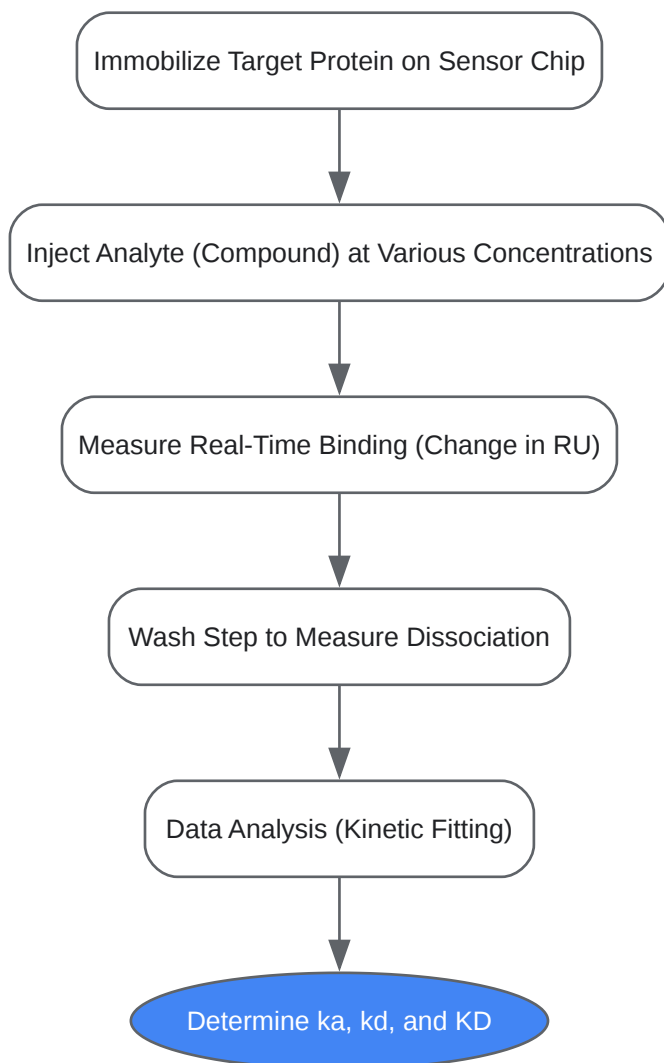 Immobilize Target Protein on Sensor Chip
Inject Analyte (Compound) at Various Concentrations
Measure Real-Time Binding (Change in RU)
Wash Step to Measure Dissociation
Data Analysis (Kinetic Fitting)
Determine ka, kd, and KD